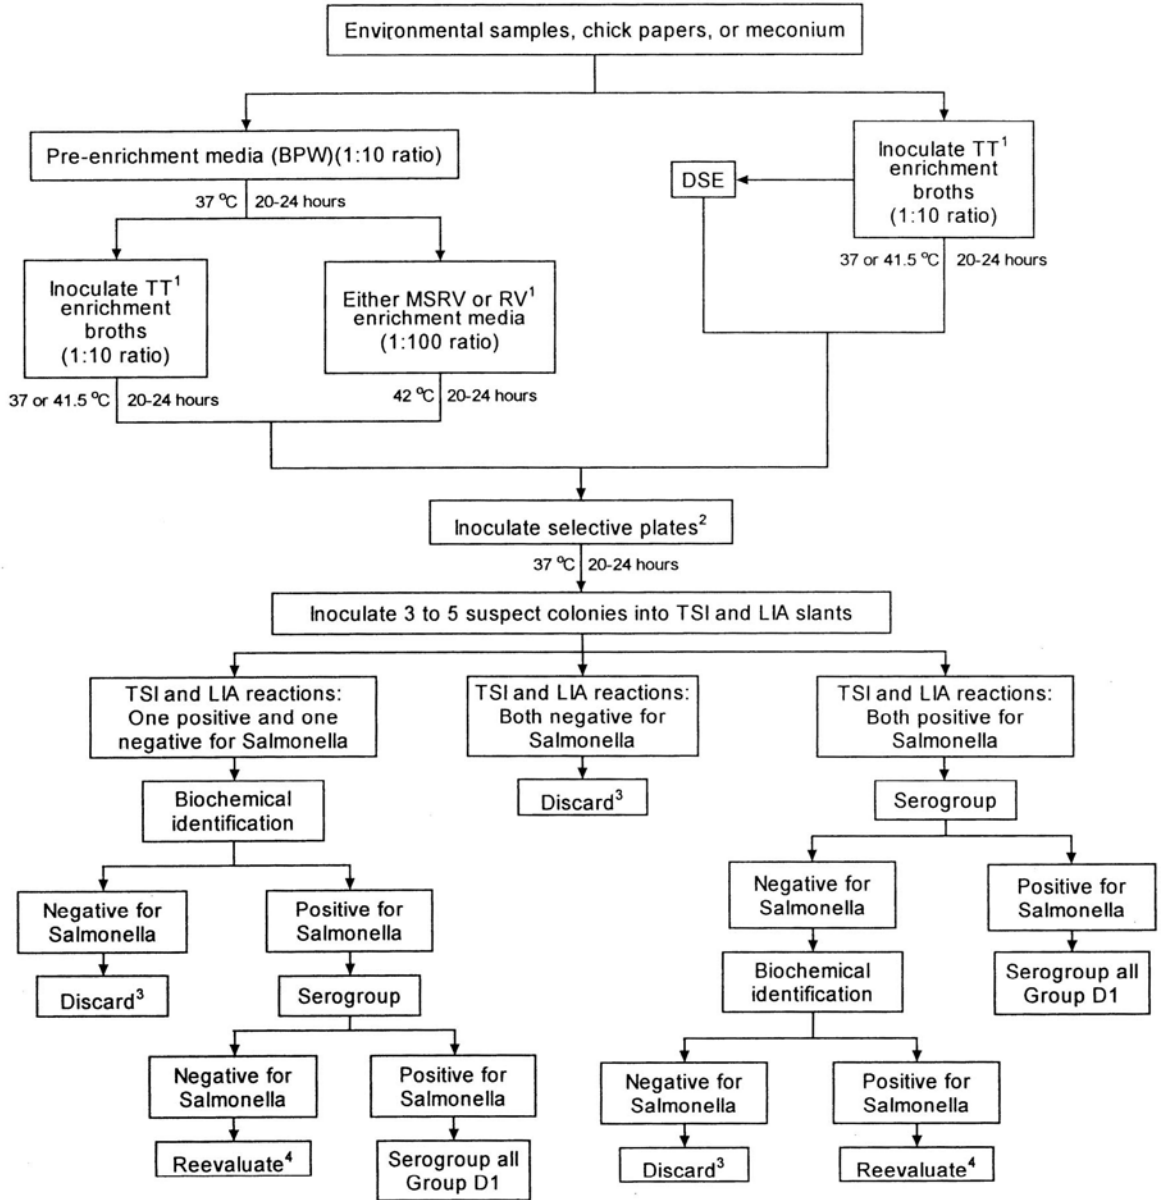 Environmental samples, chick papers, or meconium
Pre-enrichment media (BPW)(1:10 ratio)
37 °C 20-24 hours
Inoculate TT¹
enrichment
broths
(1:10 ratio)
37 or 41.5 °C 20-24 hours
Either MSRV or RV¹
enrichment media
(1:100 ratio)
42 °C 20-24 hours
DSE
Inoculate TT¹
enrichment
broths
(1:10 ratio)
37 or 41.5 °C 20-24 hours
Inoculate selective plates²
37 °C 20-24 hours
Inoculate 3 to 5 suspect colonies into TSI and LIA slants
TSI and LIA reactions:
One positive and one
negative for Salmonella
Biochemical
identification
Negative for
Salmonella
Discard³
Positive for
Salmonella
Serogroup
Negative for
Salmonella
Reevaluate⁴
Positive for
Salmonella
Serogroup all
Group D1
TSI and LIA reactions:
Both negative for
Salmonella
Discard³
TSI and LIA reactions:
Both positive for
Salmonella
Serogroup
Negative for
Salmonella
Biochemical
identification
Negative for
Salmonella
Discard³
Positive for
Salmonella
Reevaluate⁴
Positive for
Salmonella
Serogroup all
Group D1